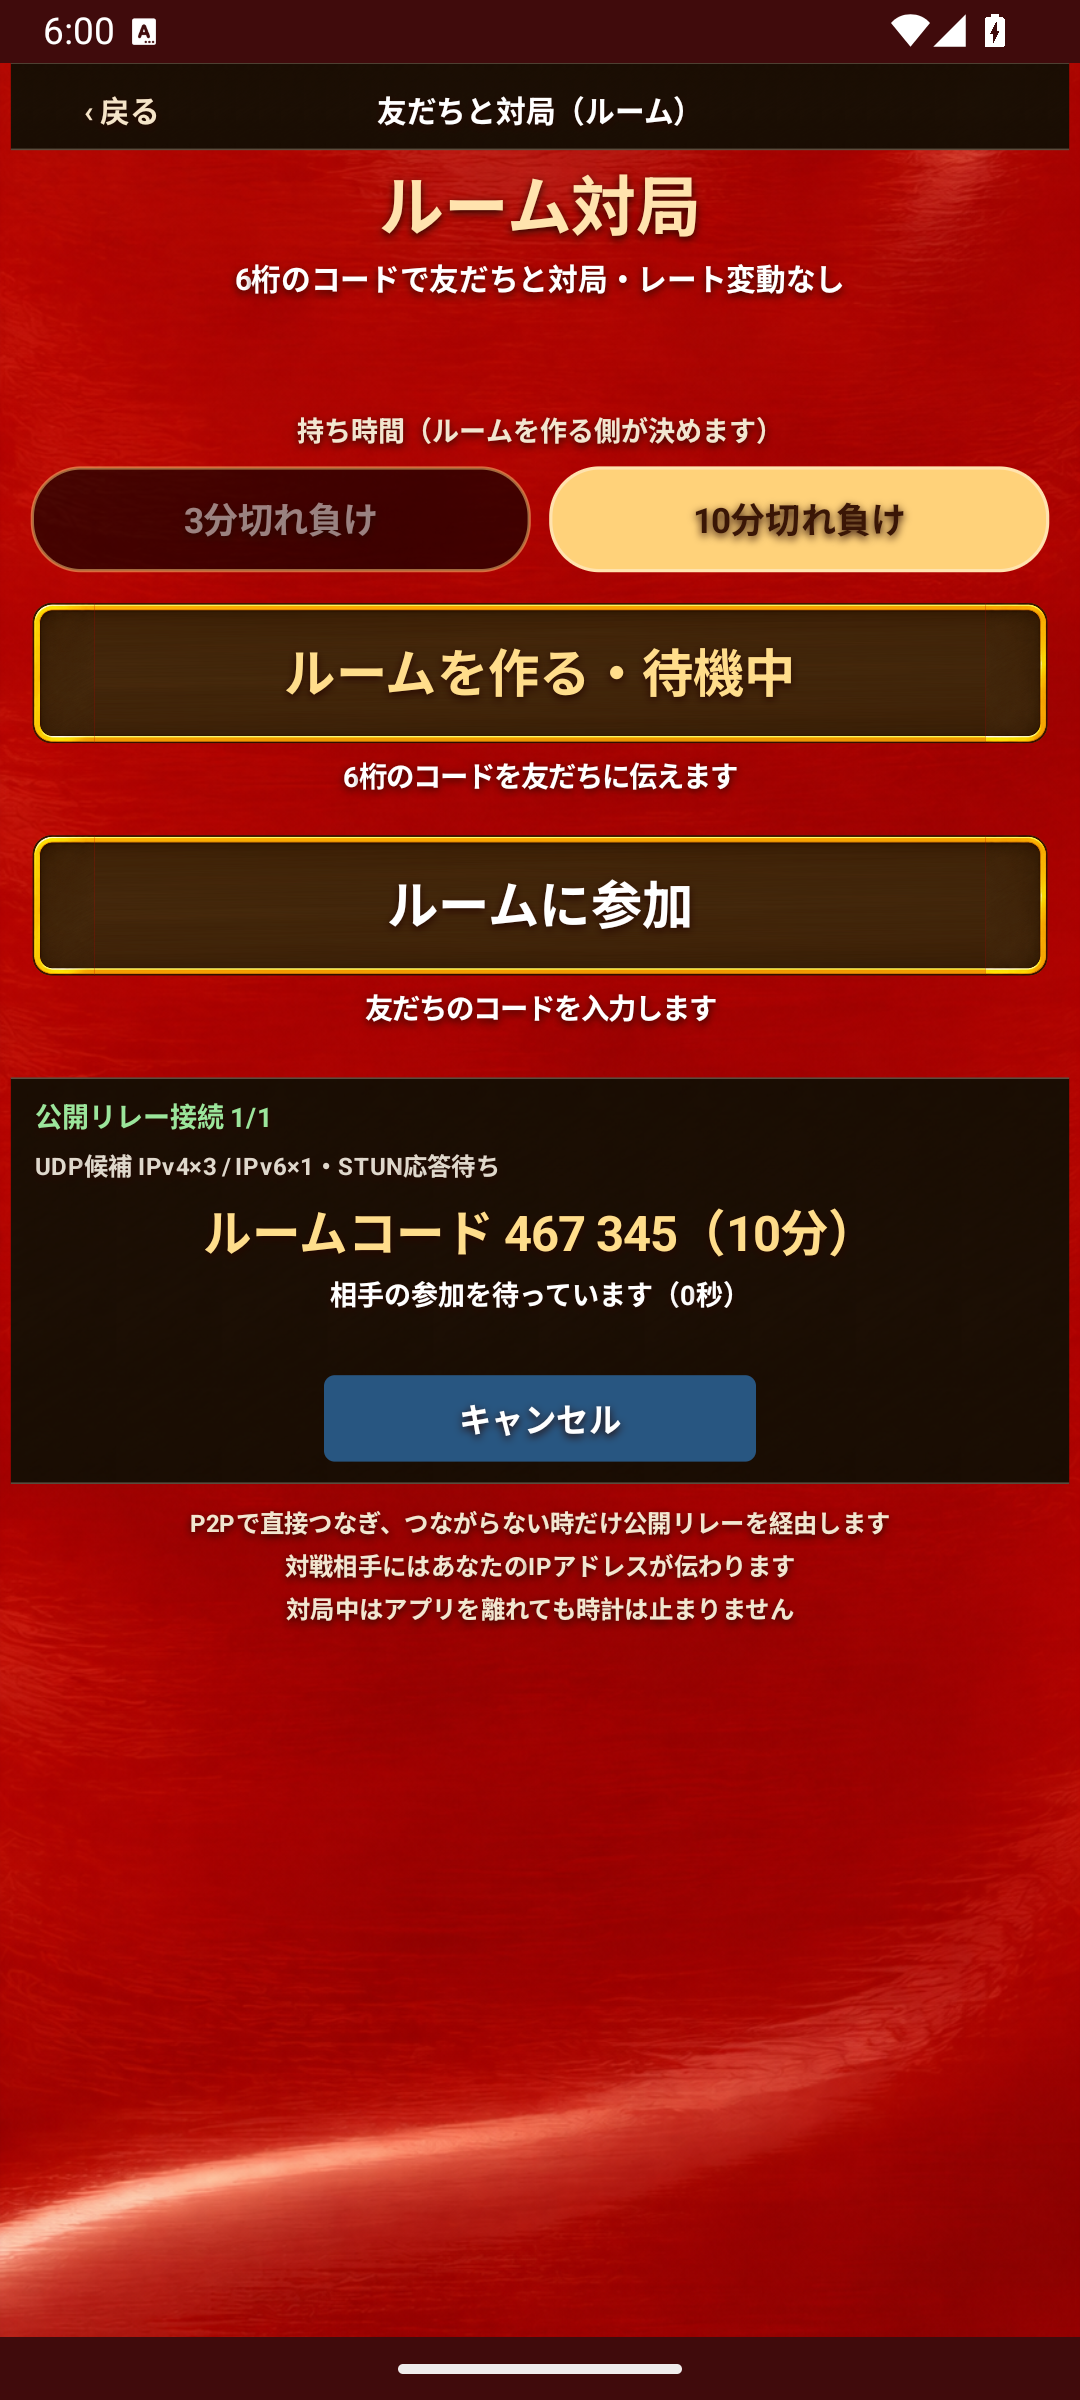 6:00
‹ 戻る
友だちと対局（ルーム）
ルーム対局
6桁のコードで友だちと対局・レート変動なし
持ち時間（ルームを作る側が決めます）
3分切れ負け
10分切れ負け
ルームを作る・待機中
6桁のコードを友だちに伝えます
ルームに参加
友だちのコードを入力します
公開リレー接続 1/1
UDP候補 IPv4×3 / IPv6×1・STUN応答待ち
ルームコード 467 345（10分）
相手の参加を待っています（0秒）
キャンセル
P2Pで直接つなぎ、つながらない時だけ公開リレーを経由します
対戦相手にはあなたのIPアドレスが伝わります
対局中はアプリを離れても時計は止まりません